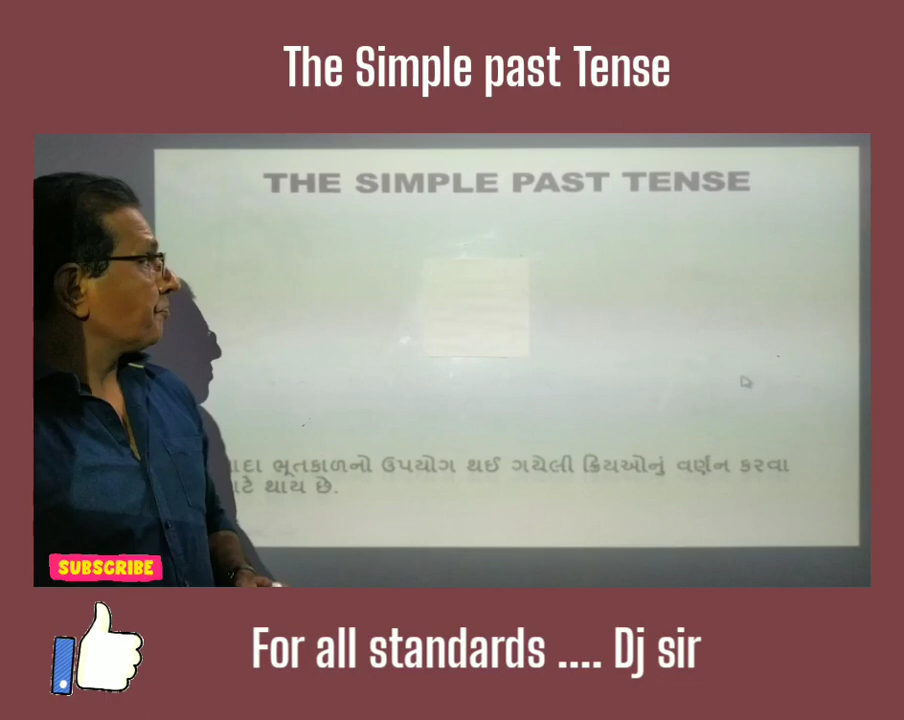 The Simple past Tense
THE SIMPLE PAST TENSE
ભૂતકાળનો ઉપયોગ થઈ ગયેલી ક્રિયઓનું વર્ણન કરવા
થાય છે.
SUBSCRIBE
For all standards .... Dj sir